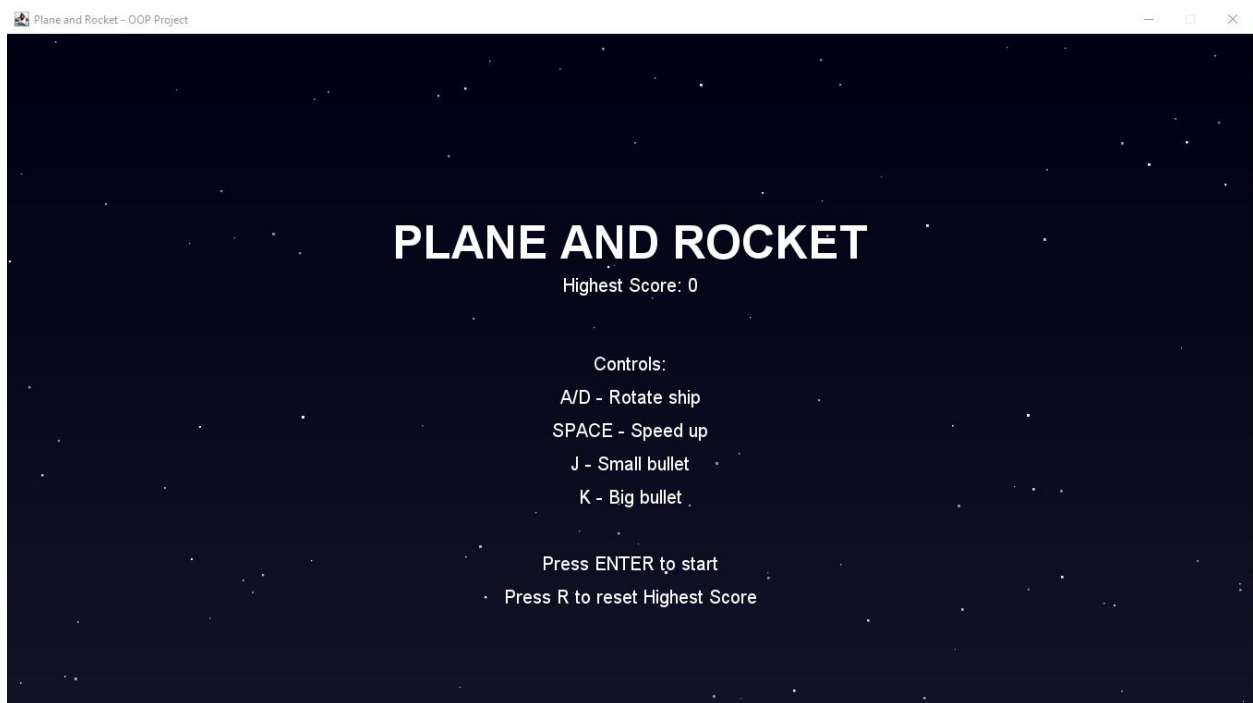 Plane and Rocket - OOP Project
PLANE AND ROCKET
Highest Score: 0
Controls:
A/D - Rotate ship
SPACE - Speed up
J - Small bullet
K - Big bullet
Press ENTER to start
Press R to reset Highest Score